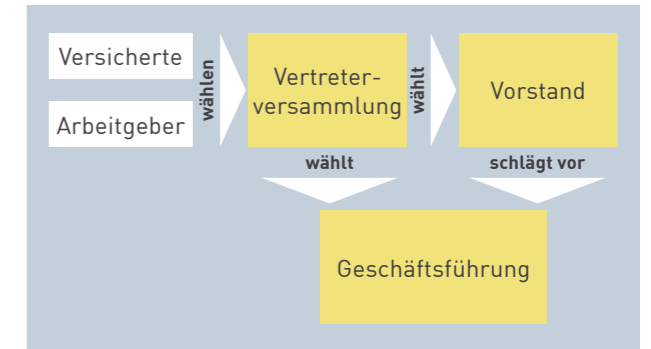 Versicherte
Arbeitgeber
wählen
Vertreter-
versammlung
wählt
Vorstand
wählt
schlägt vor
Geschäftsführung